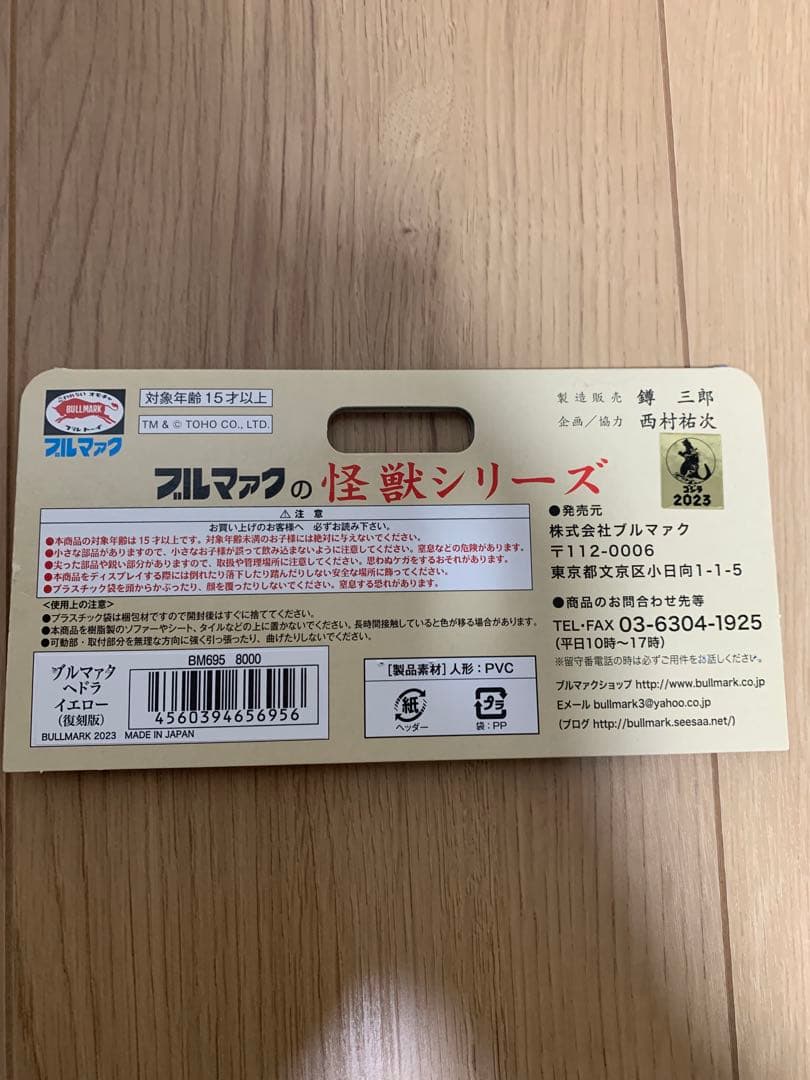 こわれない オモチャ
BULLMARK
ブルトーイ
ブルマァク
対象年齢15才以上
TM & © TOHO CO., LTD.
製造販売 鐏 三郎
企画/協力 西村祐次
ブルマァクの怪獣シリーズ
ゴジラ
2023
⚠注 意
お買い上げのお客様へ 必ずお読み下さい。
●本商品の対象年齢は15才以上です。対象年齢未満のお子様には絶対に与えないでください。
●小さな部品がありますので、小さなお子様が誤って飲み込まないように注意してください。窒息などの危険があります。
●尖った部品や鋭い部分がありますので、取扱や管理場所に注意してください。思わぬケガをするおそれがあります。
●本商品をディスプレイする際には倒れたり落下したり踏んだりしない安全な場所に飾ってください。
●プラスチック袋を頭からかぶったり、顔を覆ったりしないでください。窒息する恐れがあります。
<使用上の注意>
●プラスチック袋は梱包材ですので開封後はすぐに捨ててください。
●本商品を樹脂製のソファーやシート、タイルなどの上に置かないでください。長時間接触していると色が移る場合があります。
●可動部・取付部分を無理な方向に強く引っ張ったり、曲げたりしないでください。
ブルマァク
ヘドラ
イエロー
(復刻版)
BM695 8000
4560394656956
BULLMARK 2023 MADE IN JAPAN
[製品素材]人形:PVC
紙
ヘッダー
プラ
袋:PP
●発売元
株式会社ブルマァク
〒112-0006
東京都文京区小日向1-1-5
●商品のお問合わせ先等
TEL・FAX 03-6304-1925
(平日10時〜17時)
※留守番電話の時は必ずご用件をお話しください。
ブルマァクショップ http://www.bullmark.co.jp
Eメール bullmark3@yahoo.co.jp
(ブログ http://bullmark.seesaa.net/)